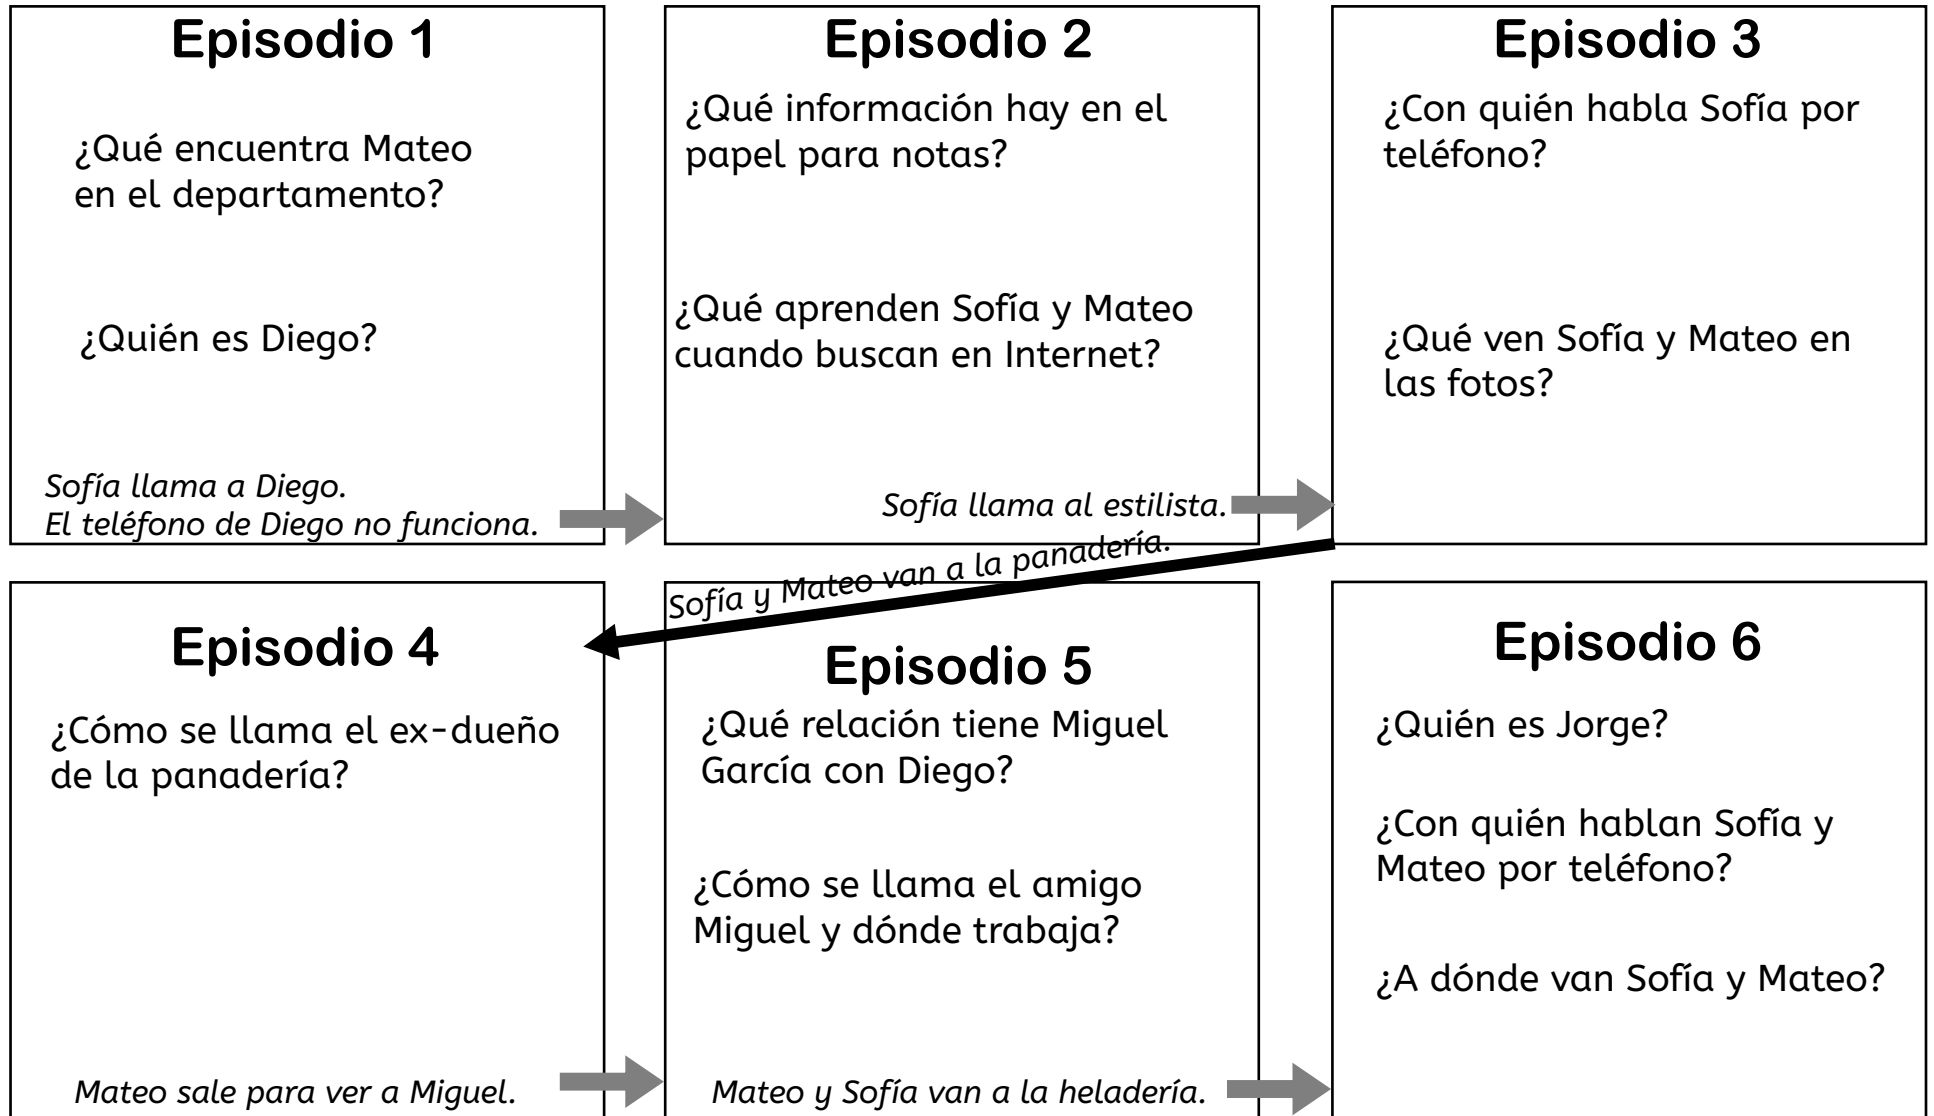 Episodio 1
¿Qué encuentra Mateo
en el departamento?
¿Quién es Diego?
Sofía llama a Diego.
El teléfono de Diego no funciona.
Episodio 2
¿Qué información hay en el
papel para notas?
¿Qué aprenden Sofía y Mateo
cuando buscan en Internet?
Sofía llama al estilista.
Episodio 3
¿Con quién habla Sofía por
teléfono?
¿Qué ven Sofía y Mateo en
las fotos?
Sofía y Mateo van a la panadería.
Episodio 4
¿Cómo se llama el ex-dueño
de la panadería?
Mateo sale para ver a Miguel.
Episodio 5
¿Qué relación tiene Miguel
García con Diego?
¿Cómo se llama el amigo
Miguel y dónde trabaja?
Mateo y Sofía van a la heladería.
Episodio 6
¿Quién es Jorge?
¿Con quién hablan Sofía y
Mateo por teléfono?
¿A dónde van Sofía y Mateo?